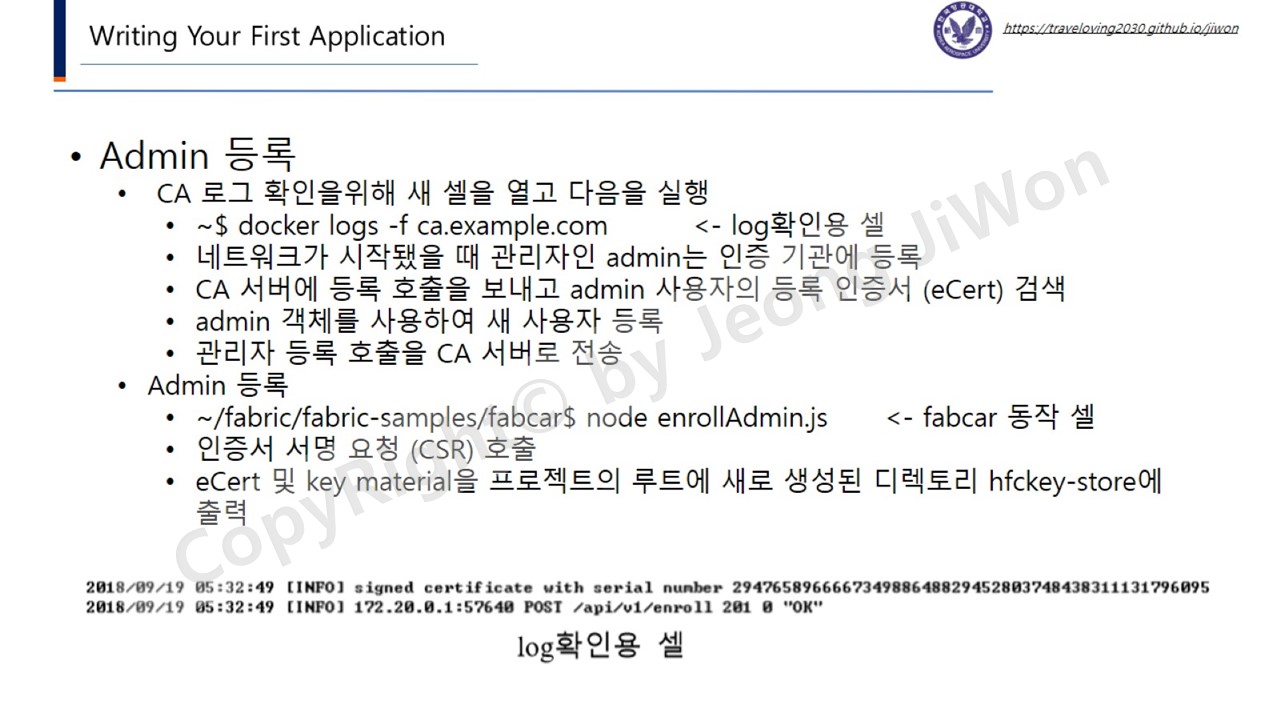 Writing Your First Application
https://traveloving2030.github.io/jiwon
• Admin 등록
• CA 로그 확인을위해 새 셀을 열고 다음을 실행
• ~$ docker logs -f ca.example.com <- log확인용 셀
• 네트워크가 시작됐을 때 관리자인 admin는 인증 기관에 등록
• CA 서버에 등록 호출을 보내고 admin 사용자의 등록 인증서 (eCert) 검색
• admin 객체를 사용하여 새 사용자 등록
• 관리자 등록 호출을 CA 서버로 전송
• Admin 등록
• ~/fabric/fabric-samples/fabcar$ node enrollAdmin.js <- fabcar 동작 셀
• 인증서 서명 요청 (CSR) 호출
• eCert 및 key material을 프로젝트의 루트에 새로 생성된 디렉토리 hfckey-store에
출력
CopyRight© by Jeong JiWon
2018/09/19 05:32:49 [INFO] signed certificate with serial number 294765896666734988648829452803748438311131796095
2018/09/19 05:32:49 [INFO] 172.20.0.1:57640 POST /api/v1/enroll 201 0 "OK"
log확인용 셀